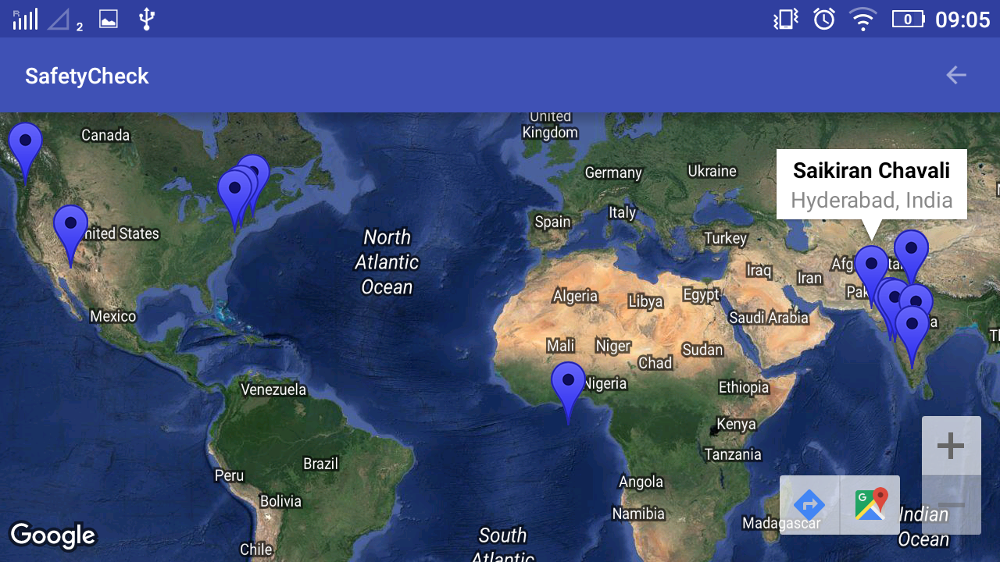 R
2
0
09:05
SafetyCheck
United
Kingdom
Canada
Germany
Ukraine
Saikiran Chavali
Hyderabad, India
Spain
Italy
Turkey
nited States
North
Atlantic
Ocean
Iraq
Iran
Afg
tal
Pak
Algeria
Libya
Egypt
Mexico
Saudi Arabia
a
Mali
Niger
Sudan
Chad
Venezuela
Nigeria
Ethiopia
Kenya
Brazil
Tanzania
Peru
Angola
Bolivia
Namibia
Madagascar
G
Indian
Ocean
Google
South
Atlantic
Chile